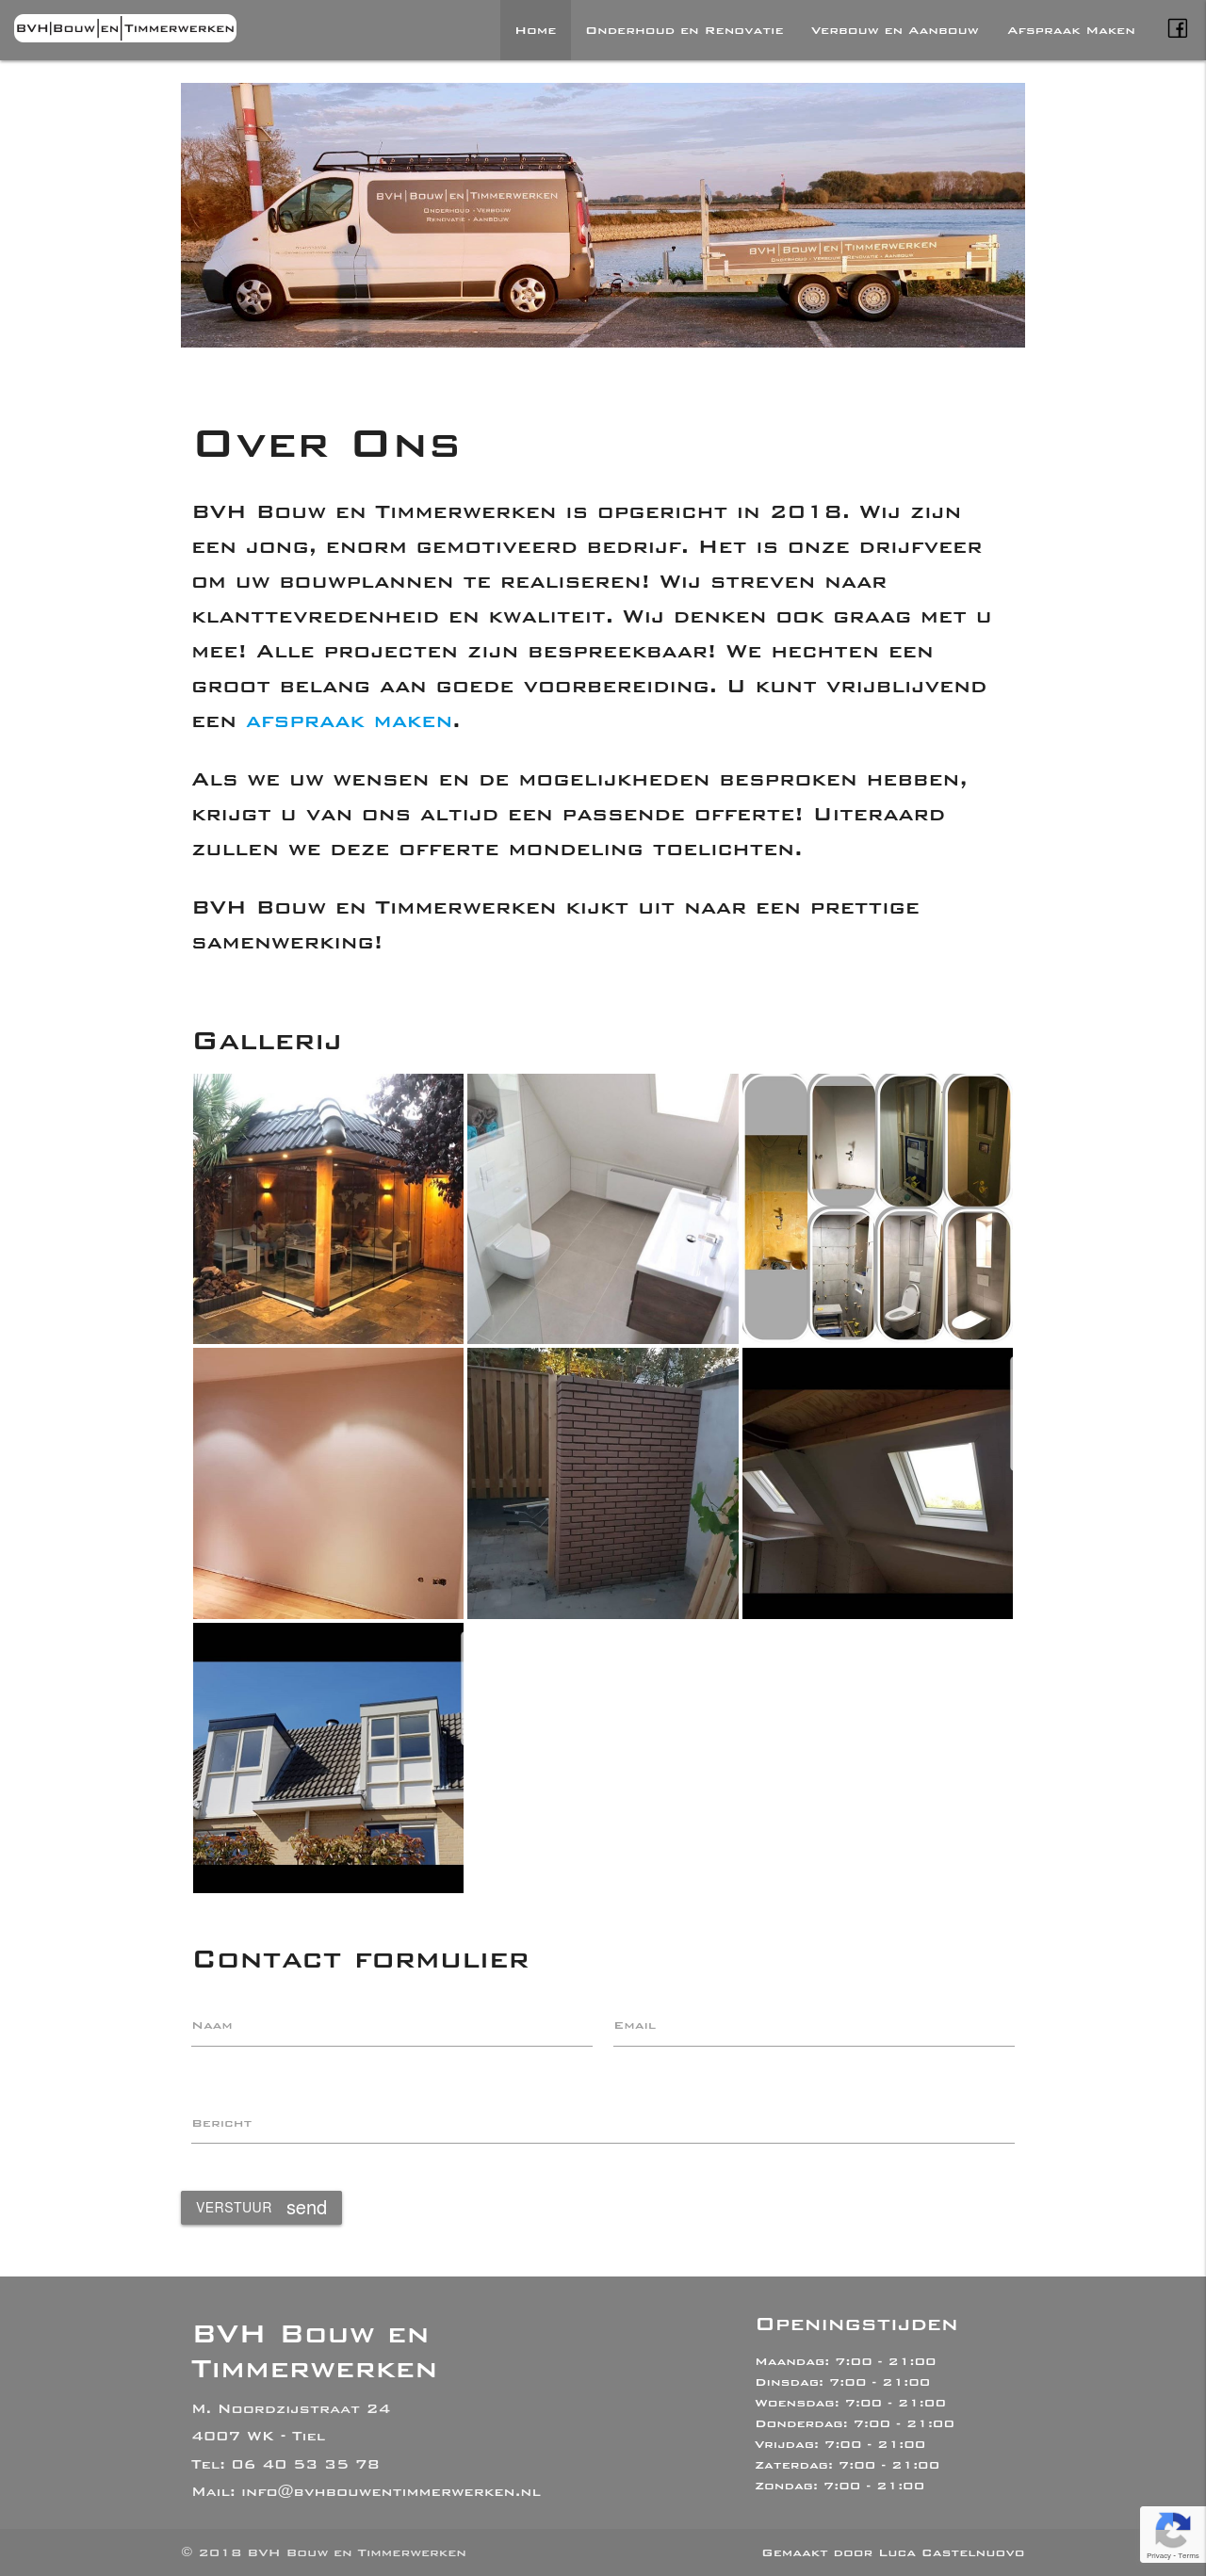 BVH|Bouw|en|Timmerwerken
Home Onderhoud en Renovatie Verbouw en Aanbouw Afspraak Maken
BVH|Bouw|en|Timmerwerken
Onderhoud - Verbouw
Renovatie - Aanbouw
BVH|Bouw|en|Timmerwerken
Onderhoud - Verbouw - Renovatie - Aanbouw
Over Ons
BVH Bouw en Timmerwerken is opgericht in 2018. Wij zijn
een jong, enorm gemotiveerd bedrijf. Het is onze drijfveer
om uw bouwplannen te realiseren! Wij streven naar
klanttevredenheid en kwaliteit. Wij denken ook graag met u
mee! Alle projecten zijn bespreekbaar! We hechten een
groot belang aan goede voorbereiding. U kunt vrijblijvend
een afspraak maken.
Als we uw wensen en de mogelijkheden besproken hebben,
krijgt u van ons altijd een passende offerte! Uiteraard
zullen we deze offerte mondeling toelichten.
BVH Bouw en Timmerwerken kijkt uit naar een prettige
samenwerking!
Gallerij
Contact formulier
Naam Email
Bericht
VERSTUUR send
BVH Bouw en
Timmerwerken
M. Noordzijstraat 24
4007 WK - Tiel
Tel: 06 40 53 35 78
Mail: info@bvhbouwentimmerwerken.nl
Openingstijden
Maandag: 7:00 - 21:00
Dinsdag: 7:00 - 21:00
Woensdag: 7:00 - 21:00
Donderdag: 7:00 - 21:00
Vrijdag: 7:00 - 21:00
Zaterdag: 7:00 - 21:00
Zondag: 7:00 - 21:00
© 2018 BVH Bouw en Timmerwerken
Gemaakt door Luca Castelnuovo
Privacy - Terms